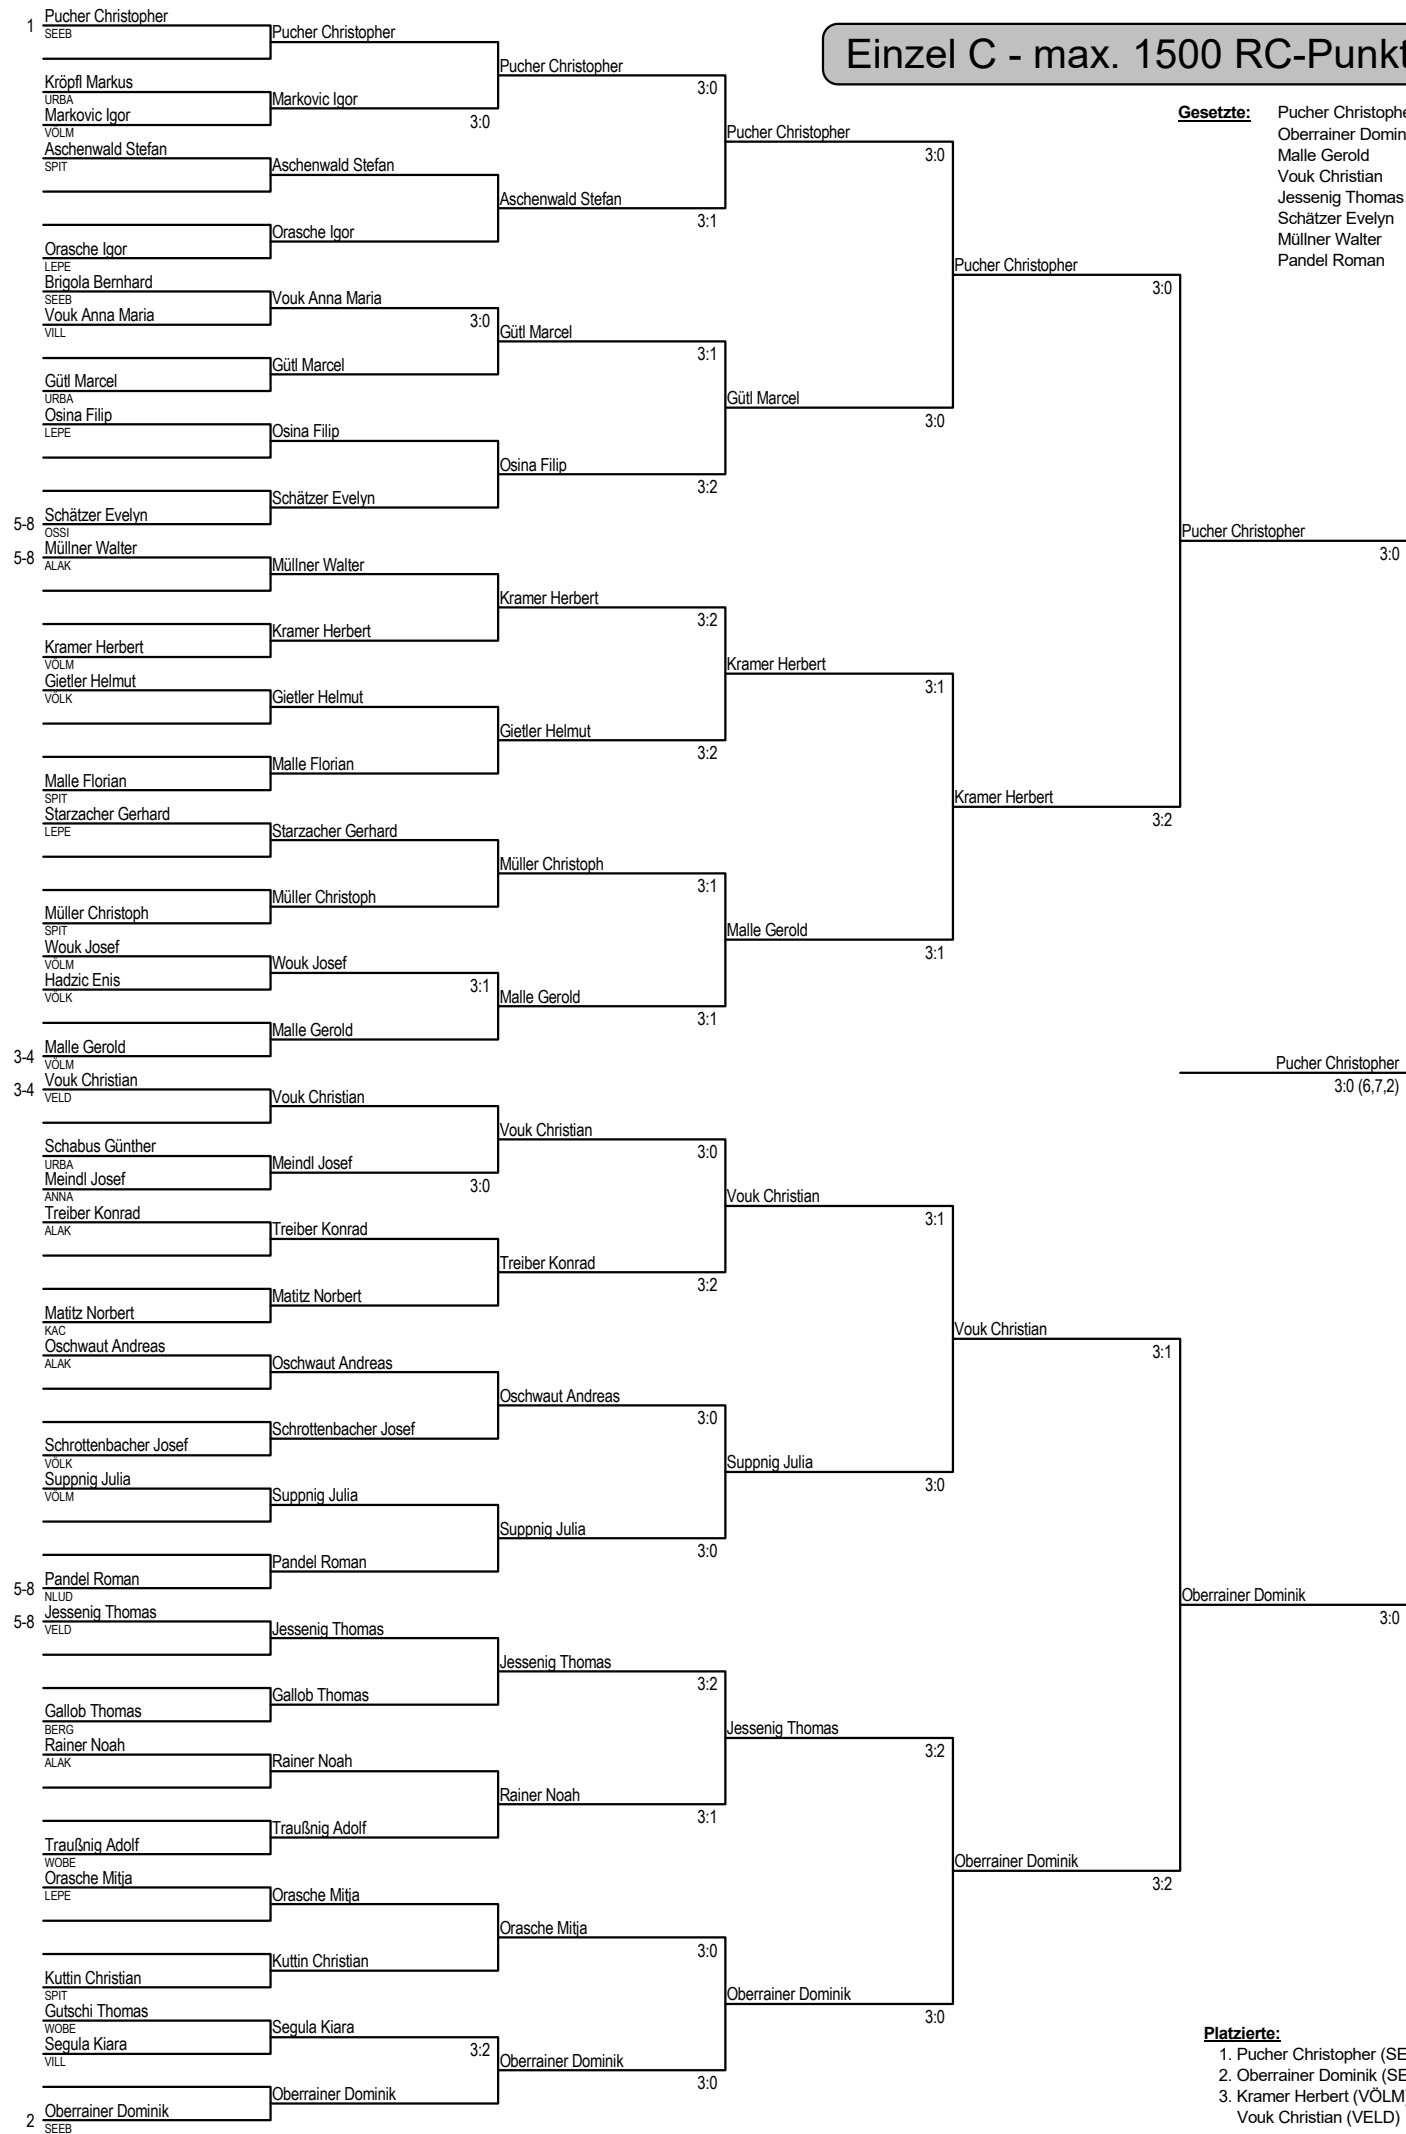 Einzel C - max. 1500 RC-Punkt
Gesetzte:
Pucher Christophe
Oberrainer Domin
Malle Gerold
Vouk Christian
Jessenig Thomas
Schätzer Evelyn
Müllner Walter
Pandel Roman
1 Pucher Christopher
SEEB
Kröpfl Markus
URBA
Markovic Igor
VÖLM
Aschenwald Stefan
SPIT
Orasche Igor
LEPE
Brigola Bernhard
SEEB
Vouk Anna Maria
VILL
Gütl Marcel
URBA
Osina Filip
LEPE
5-8 Schätzer Evelyn
OSSI
5-8 Müllner Walter
ALAK
Kramer Herbert
VÖLM
Gietler Helmut
VÖLK
Malle Florian
SPIT
Starzacher Gerhard
LEPE
Müller Christoph
SPIT
Wouk Josef
VÖLM
Hadzic Enis
VÖLK
3-4 Malle Gerold
VÖLM
3-4 Vouk Christian
VELD
Schabus Günther
URBA
Meindl Josef
ANNA
Treiber Konrad
ALAK
Matitz Norbert
KAC
Oschwaut Andreas
ALAK
Schrottenbacher Josef
VÖLK
Suppnig Julia
VÖLM
5-8 Pandel Roman
NLUD
5-8 Jessenig Thomas
VELD
Gallob Thomas
BERG
Rainer Noah
ALAK
Traußnig Adolf
WOBE
Orasche Mitja
LEPE
Kuttin Christian
SPIT
Gutschi Thomas
WOBE
Segula Kiara
VILL
2 Oberrainer Dominik
SEEB
Pucher Christopher
Markovic Igor
3:0
Aschenwald Stefan
Orasche Igor
Vouk Anna Maria
3:0
Gütl Marcel
Osina Filip
Schätzer Evelyn
Müllner Walter
Kramer Herbert
Gietler Helmut
Malle Florian
Starzacher Gerhard
Müller Christoph
Wouk Josef
3:1
Malle Gerold
Vouk Christian
Meindl Josef
3:0
Treiber Konrad
Matitz Norbert
Oschwaut Andreas
Schrottenbacher Josef
Suppnig Julia
Pandel Roman
Jessenig Thomas
Gallob Thomas
Rainer Noah
Traußnig Adolf
Orasche Mitja
Kuttin Christian
Segula Kiara
3:2
Oberrainer Dominik
Pucher Christopher
3:0
Aschenwald Stefan
3:1
Gütl Marcel
3:1
Osina Filip
3:2
Kramer Herbert
3:2
Gietler Helmut
3:2
Müller Christoph
3:1
Malle Gerold
3:1
Vouk Christian
3:0
Treiber Konrad
3:2
Oschwaut Andreas
3:0
Suppnig Julia
3:0
Jessenig Thomas
3:2
Rainer Noah
3:1
Orasche Mitja
3:0
Oberrainer Dominik
3:0
Pucher Christopher
3:0
Gütl Marcel
3:0
Kramer Herbert
3:1
Malle Gerold
3:1
Vouk Christian
3:1
Suppnig Julia
3:0
Jessenig Thomas
3:2
Oberrainer Dominik
3:0
Pucher Christopher
3:0
Kramer Herbert
3:2
Vouk Christian
3:1
Oberrainer Dominik
3:2
Pucher Christopher
3:0
Oberrainer Dominik
3:0
Pucher Christopher
3:0 (6,7,2)
Platzierte:
1. Pucher Christopher (SE
2. Oberrainer Dominik (SE
3. Kramer Herbert (VÖLM)
Vouk Christian (VELD)